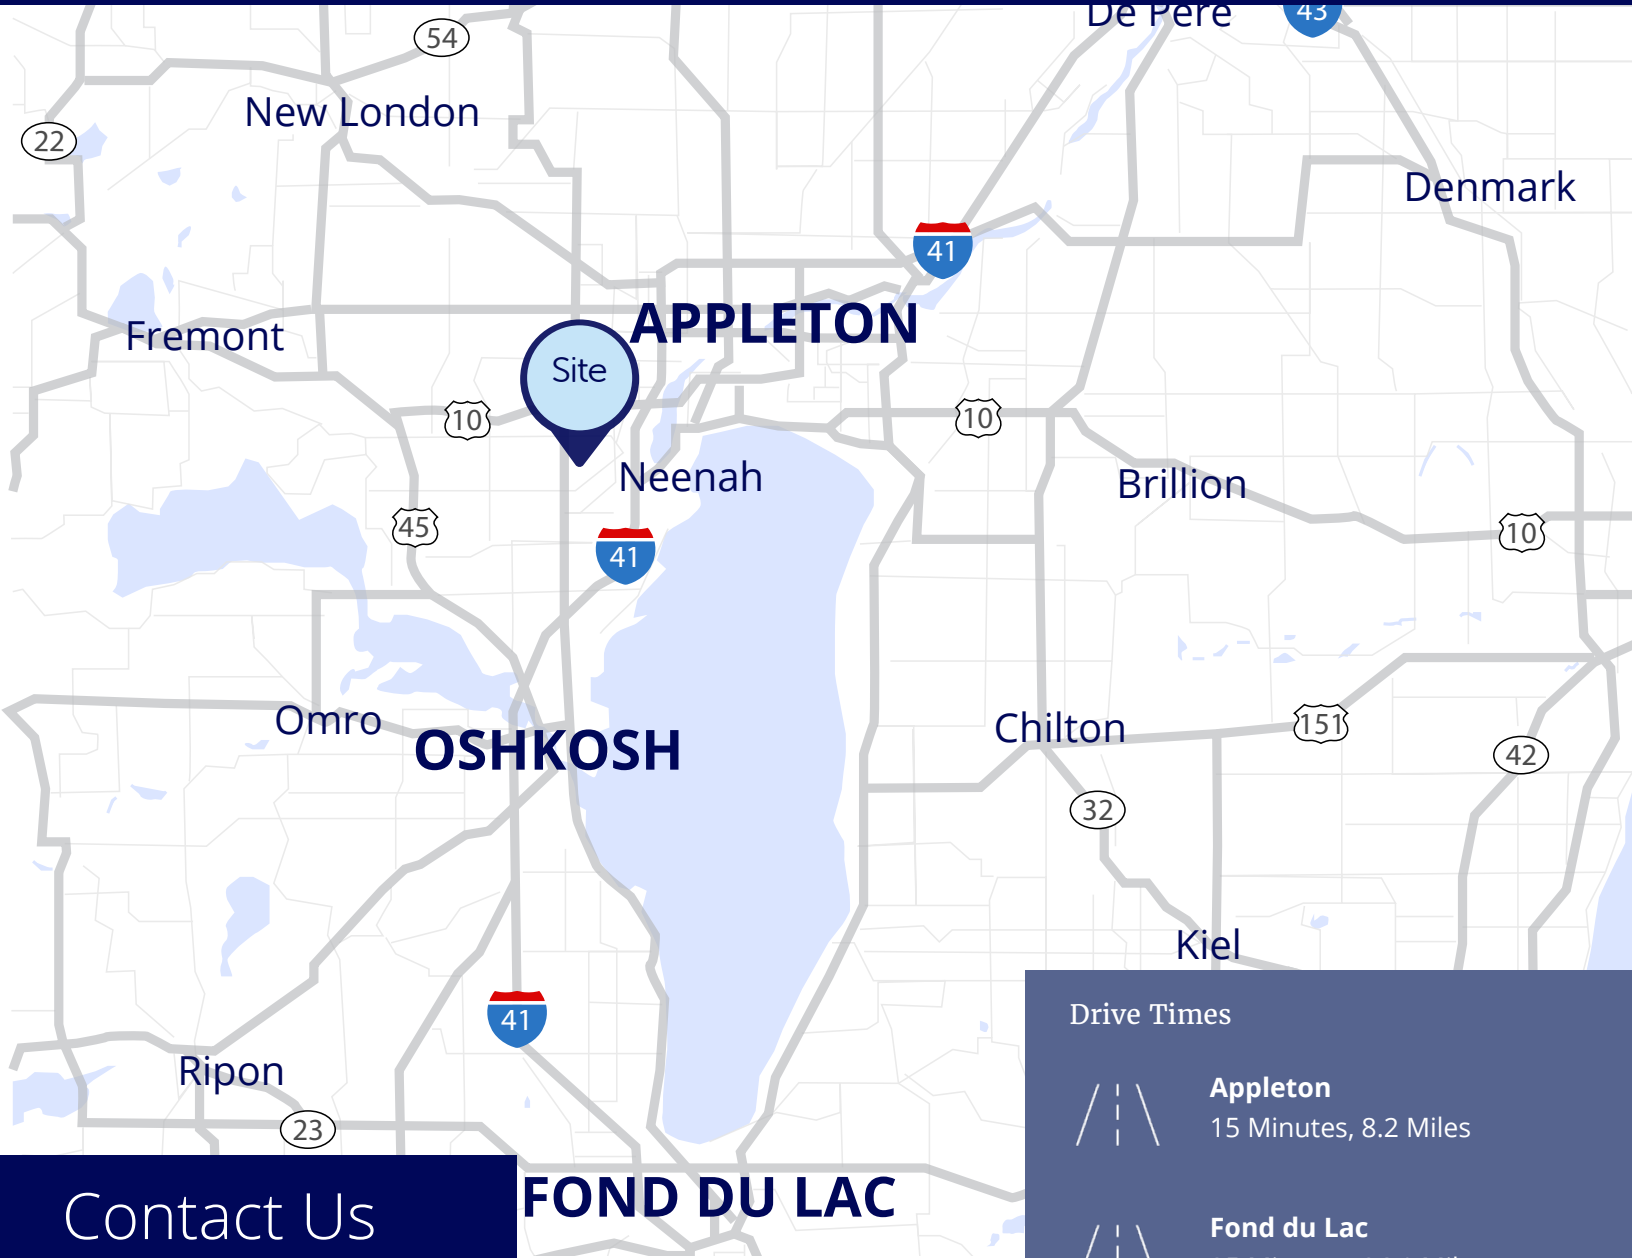 De Pere
43
54
New London
22
Denmark
41
APPLETON
Fremont
Site
10
10
Neenah
Brillion
45
10
41
Omro
OSHKOSH
Chilton
151
42
32
Kiel
41
Drive Times
Ripon
Appleton
15 Minutes, 8.2 Miles
23
Contact Us
FOND DU LAC
Fond du Lac